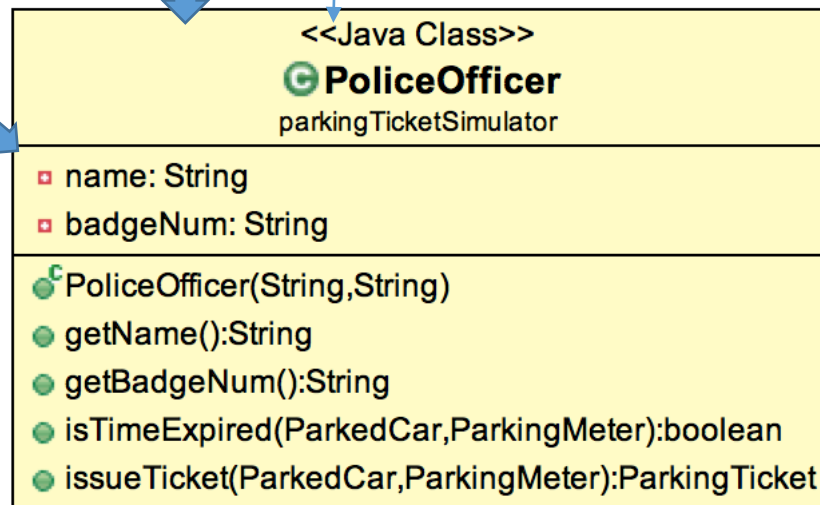 <<Java Class>>
C PoliceOfficer
parkingTicketSimulator
name: String
badgeNum: String
C PoliceOfficer(String,String)
getName():String
getBadgeNum():String
isTimeExpired(ParkedCar,ParkingMeter):boolean
issueTicket(ParkedCar,ParkingMeter):ParkingTicket